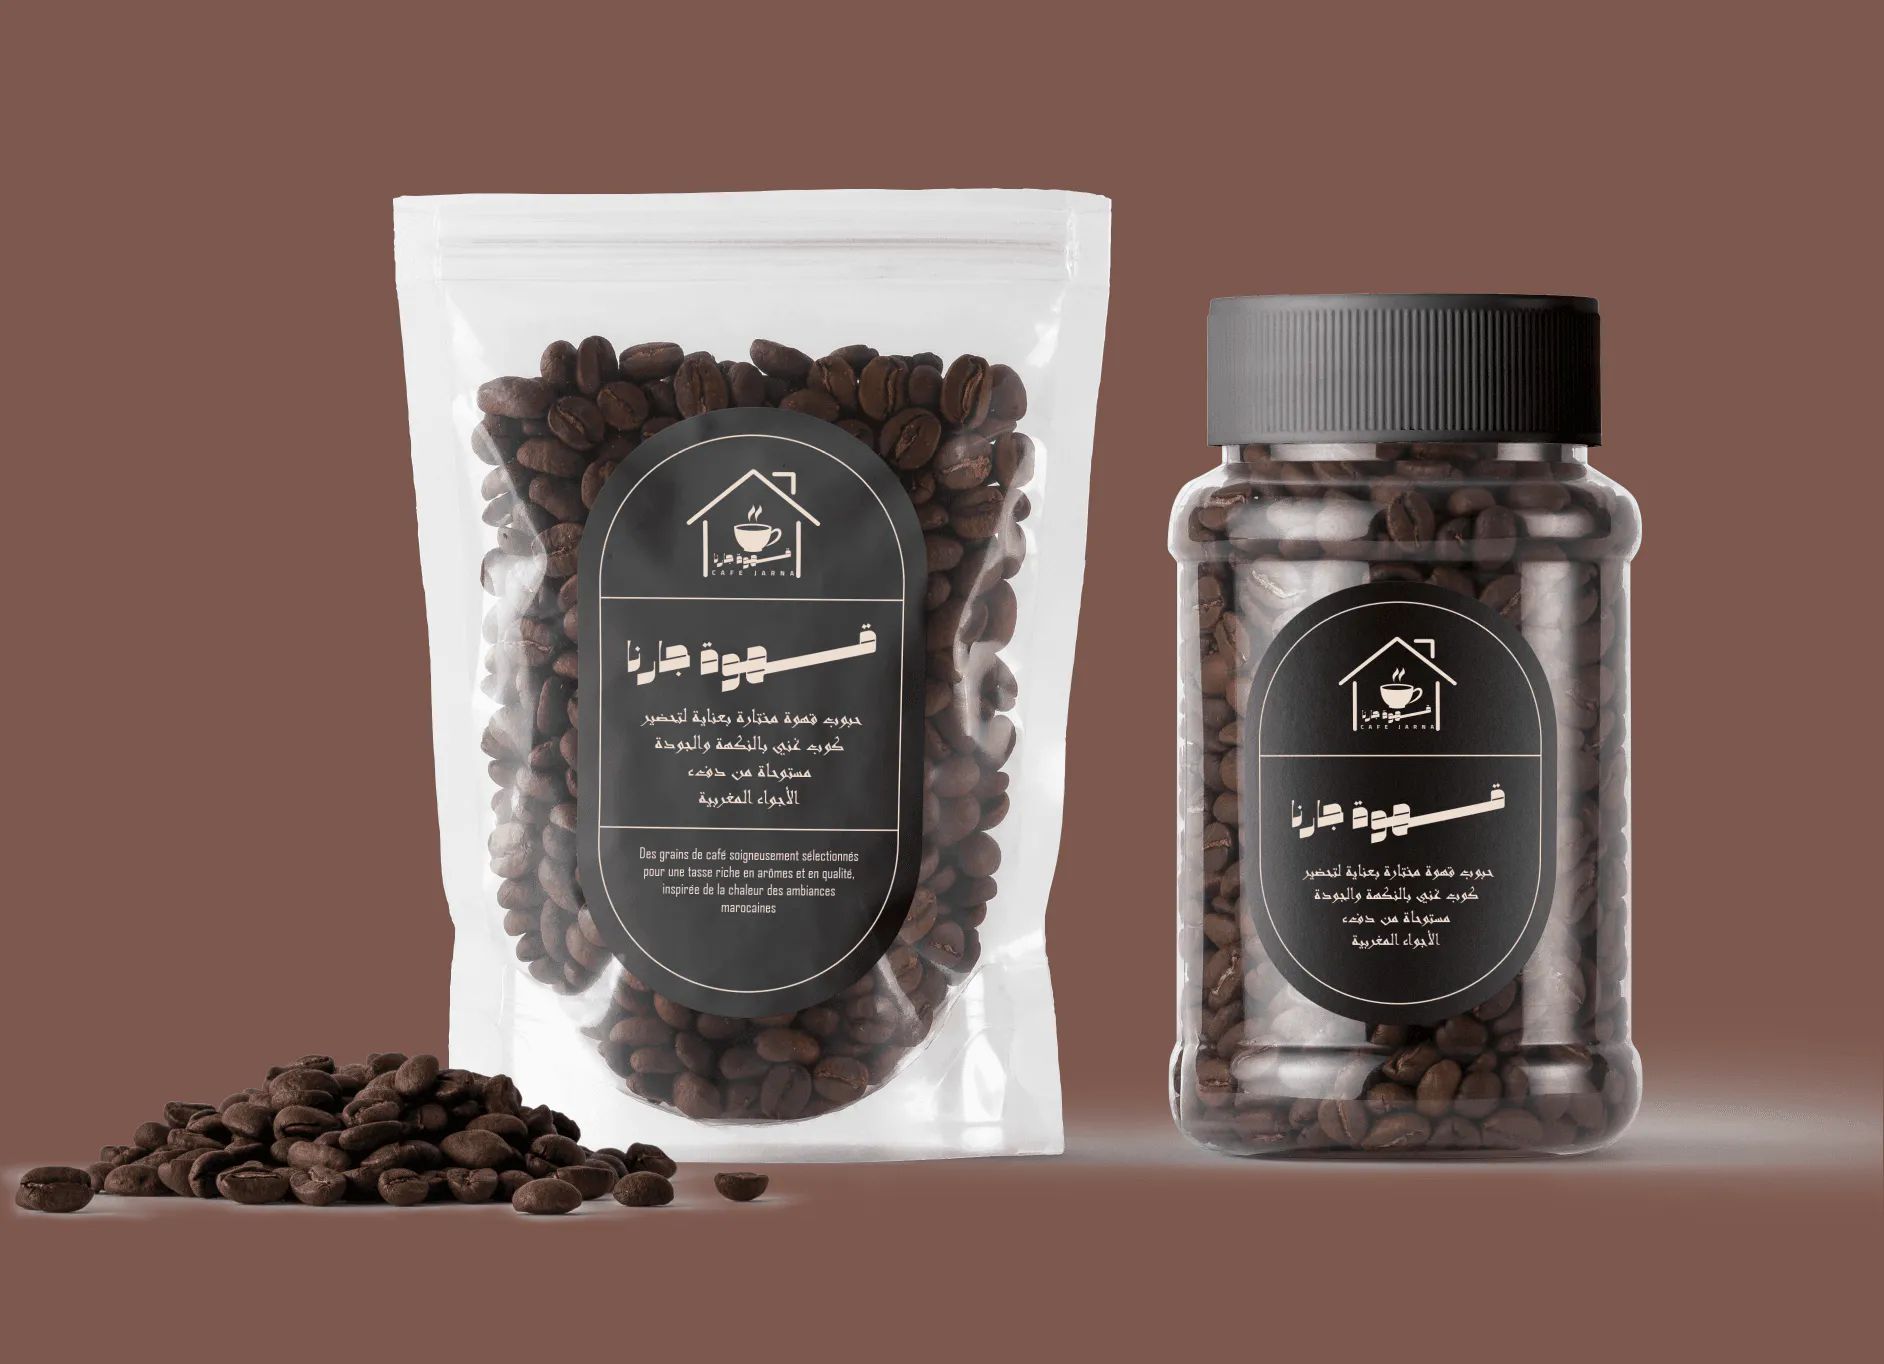 قهوة جارنا
CAFE JARNA
قهوة جارنا
حبوب قهوة مختارة بعناية لتحضير
كوب غني بالنكهة والجودة
مستوحاة من دفء
الأجواء المغربية
Des grains de café soigneusement sélectionnés
pour une tasse riche en arômes et en qualité,
inspirée de la chaleur des ambiances
marocaines
قهوة جارنا
CAFE JARNA
قهوة جارنا
حبوب قهوة مختارة بعناية لتحضير
كوب غني بالنكهة والجودة
مستوحاة من دفء
الأجواء المغربية